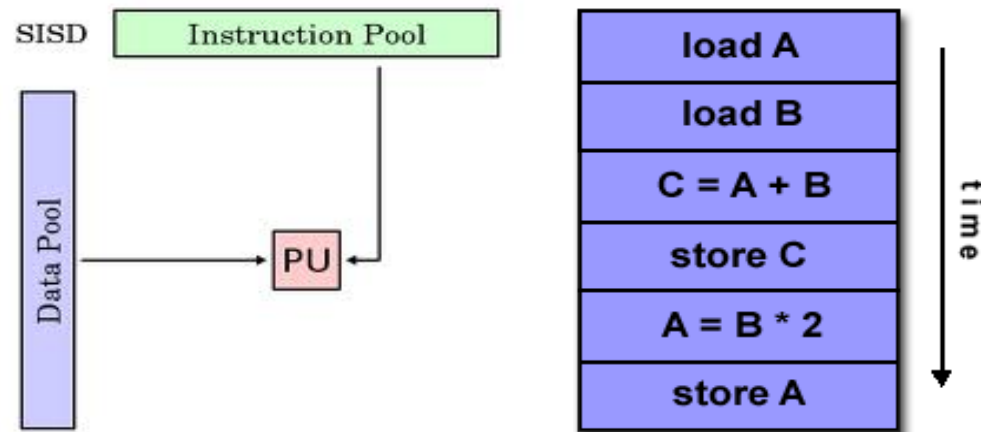 SISD
Instruction Pool
Data Pool
PU
load A
load B
C = A + B
store C
A = B * 2
store A
time